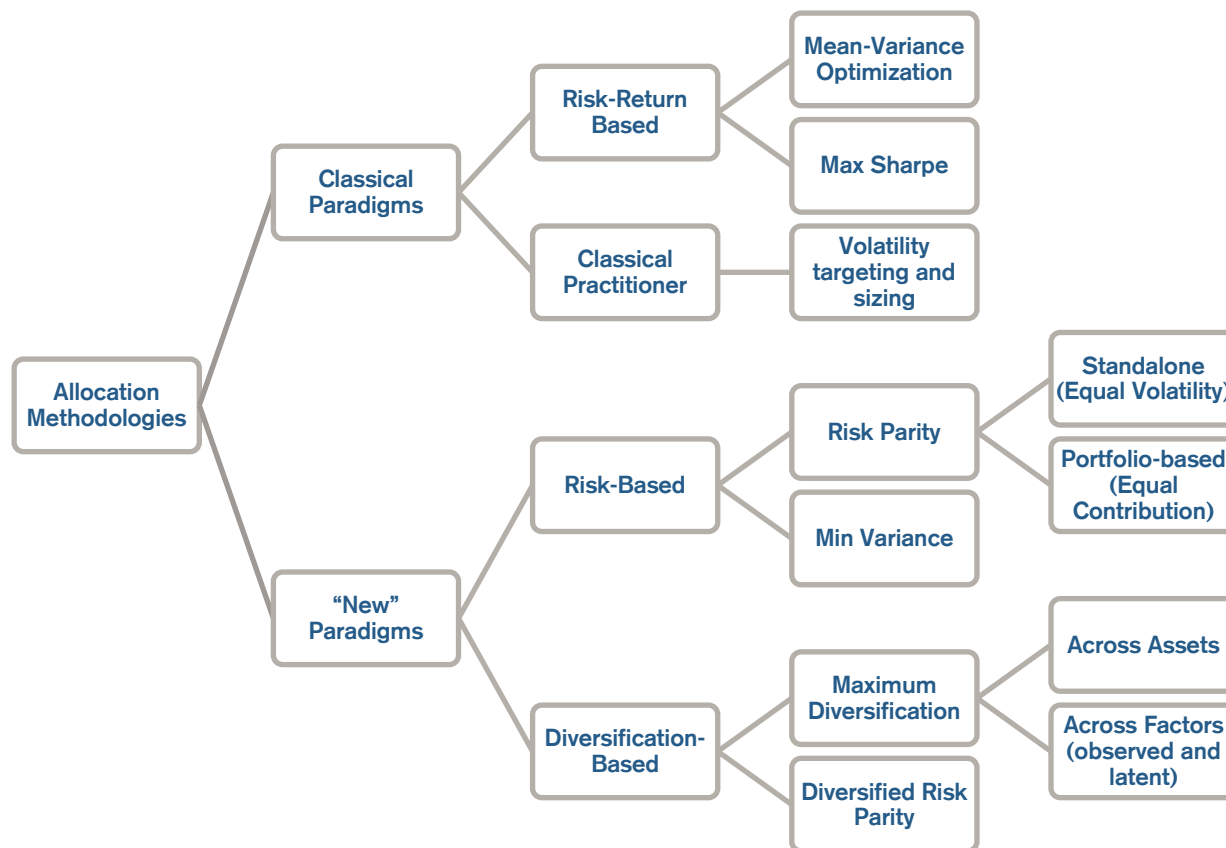 Allocation
Methodologies
Classical
Paradigms
Risk-Return
Based
Mean-Variance
Optimization
Max Sharpe
Classical
Practitioner
Volatility
targeting and
sizing
“New”
Paradigms
Risk-Based
Risk Parity
Standalone
(Equal Volatility)
Portfolio-based
(Equal
Contribution)
Min Variance
Diversification-
Based
Maximum
Diversification
Across Assets
Across Factors
(observed and
latent)
Diversified Risk
Parity